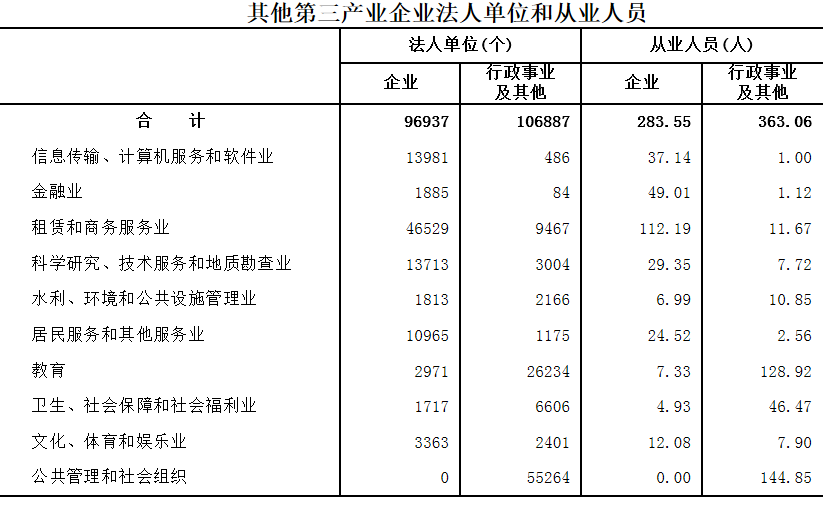 其他第三产业企业法人单位和从业人员
法人单位(个) 从业人员(人)
企业 行政事业及其他 企业 行政事业及其他
合 计 96937 106887 283.55 363.06
信息传输、计算机服务和软件业 13981 486 37.14 1.00
金融业 1885 84 49.01 1.12
租赁和商务服务业 46529 9467 112.19 11.67
科学研究、技术服务和地质勘查业 13713 3004 29.35 7.72
水利、环境和公共设施管理业 1813 2166 6.99 10.85
居民服务和其他服务业 10965 1175 24.52 2.56
教育 2971 26234 7.33 128.92
卫生、社会保障和社会福利业 1717 6606 4.93 46.47
文化、体育和娱乐业 3363 2401 12.08 7.90
公共管理和社会组织 0 55264 0.00 144.85